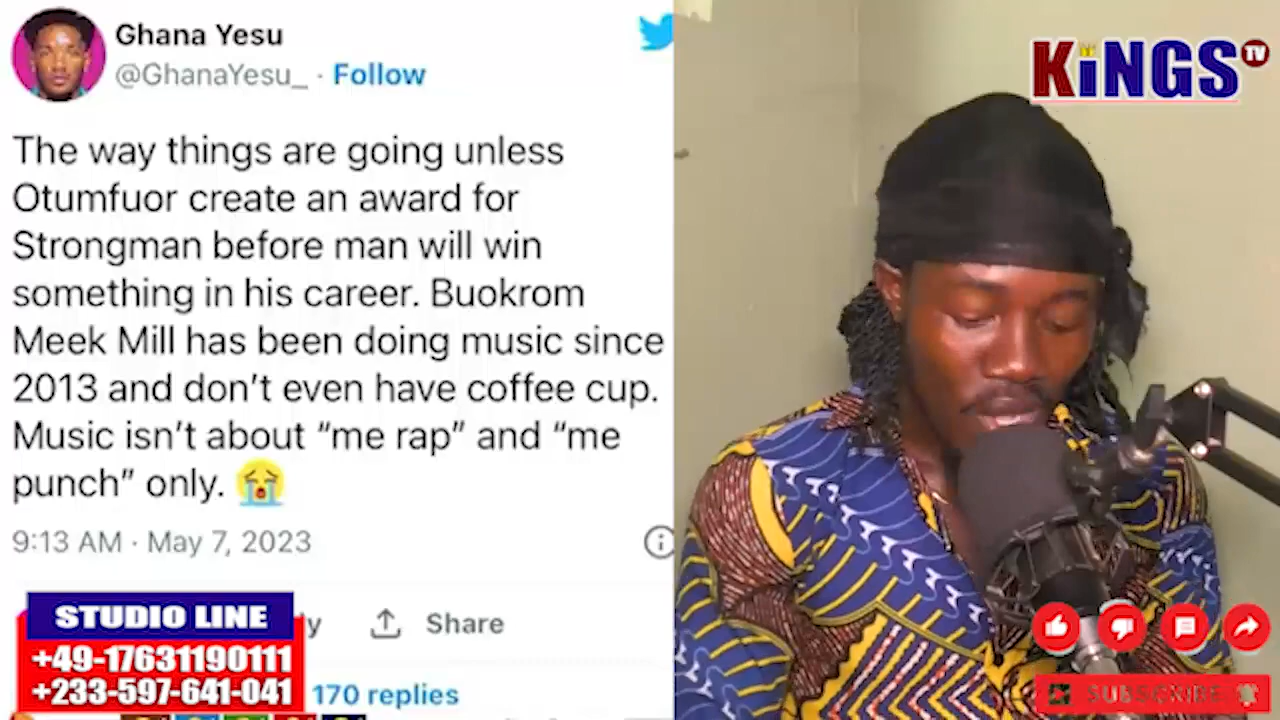 Ghana Yesu
@GhanaYesu_ · Follow
The way things are going unless
Otumfuor create an award for
Strongman before man will win
something in his career. Buokrom
Meek Mill has been doing music since
2013 and don't even have coffee cup.
Music isn't about “me rap” and “me
punch” only. 😭
9:13 AM · May 7, 2023
Share
170 replies
STUDIO LINE
+49-17631190111
+233-597-641-041
KiNGS TV
SUBSCRIBE